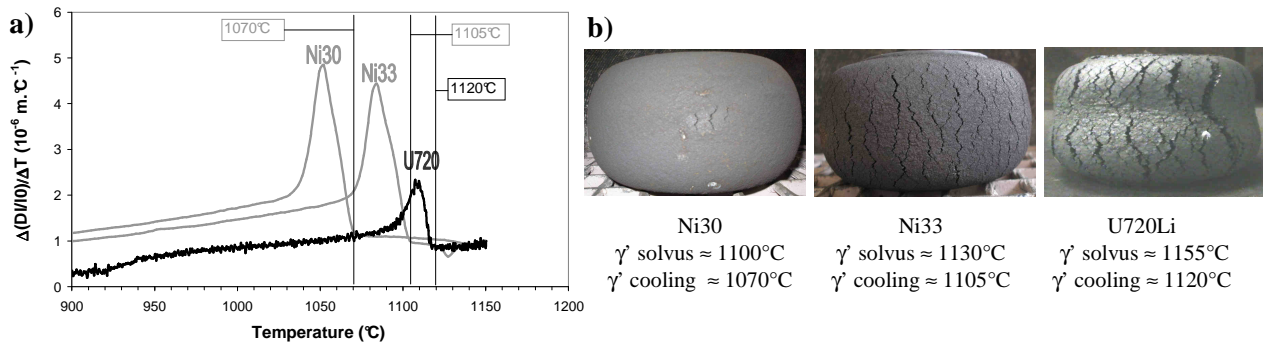 a)
6
5
4
3
2
1
0
Δ(Dl/l0)/ΔT (10⁻⁶ m.°C⁻¹)
1070°C
1105°C
1120°C
Ni30
Ni33
U720
900
950
1000
1050
1100
1150
1200
Temperature (°C)
b)
Ni30
γ' solvus ≈ 1100°C
γ' cooling ≈ 1070°C
Ni33
γ' solvus ≈ 1130°C
γ' cooling ≈ 1105°C
U720Li
γ' solvus ≈ 1155°C
γ' cooling ≈ 1120°C